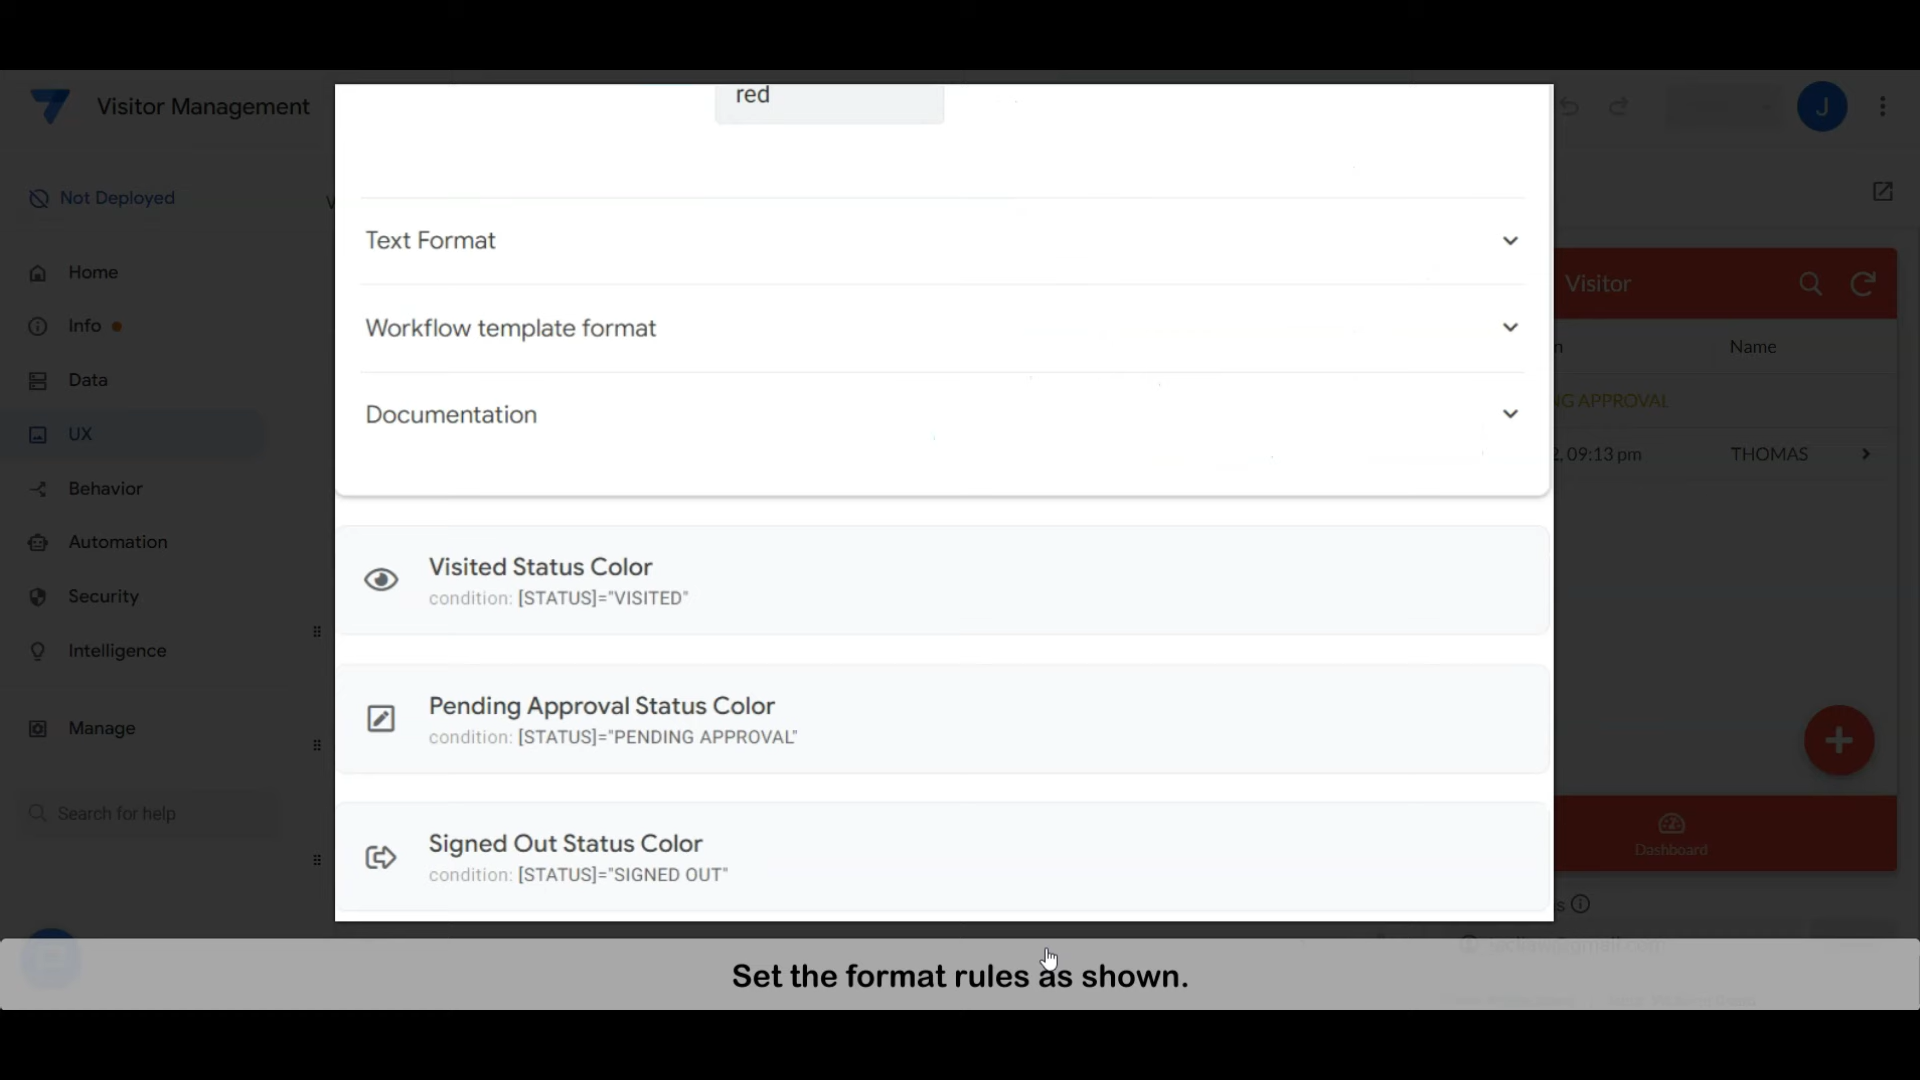 red
Visitor Management
J
Not Deployed
Text Format
Home
Visitor
Workflow template format
Info
Name
Data
Documentation
NG APPROVAL
UX
2, 09:13 pm
THOMAS
Behavior
Automation
Visited Status Color
condition: [STATUS]="VISITED"
Security
Intelligence
Pending Approval Status Color
condition: [STATUS]="PENDING APPROVAL"
Manage
Search for help
Signed Out Status Color
condition: [STATUS]="SIGNED OUT"
Dashboard
Set the format rules as shown.